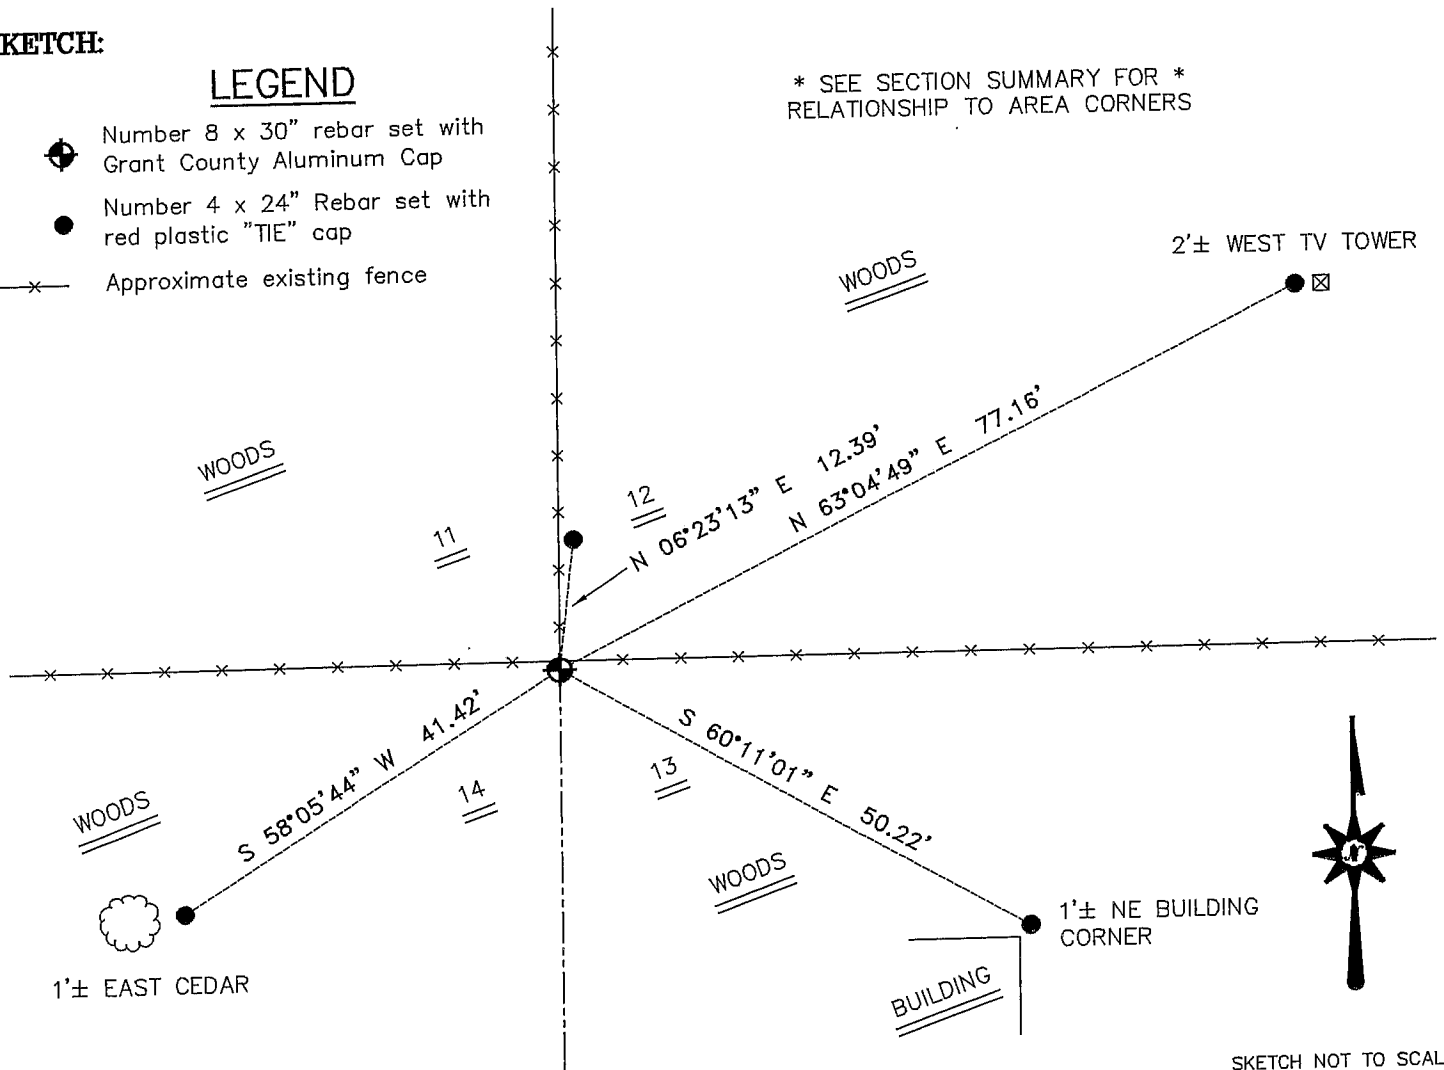 KETCH:
LEGEND
Number 8 x 30" rebar set with
Grant County Aluminum Cap
Number 4 x 24" Rebar set with
red plastic "TIE" cap
Approximate existing fence
* SEE SECTION SUMMARY FOR *
RELATIONSHIP TO AREA CORNERS
2'± WEST TV TOWER
WOODS
WOODS
11
12
N 06°23'13" E 12.39'
N 63°04'49" E 77.16'
S 58°05'44" W 41.42'
S 60°11'01" E 50.22'
14
13
WOODS
WOODS
1'± EAST CEDAR
1'± NE BUILDING
CORNER
BUILDING
N
SKETCH NOT TO SCAL